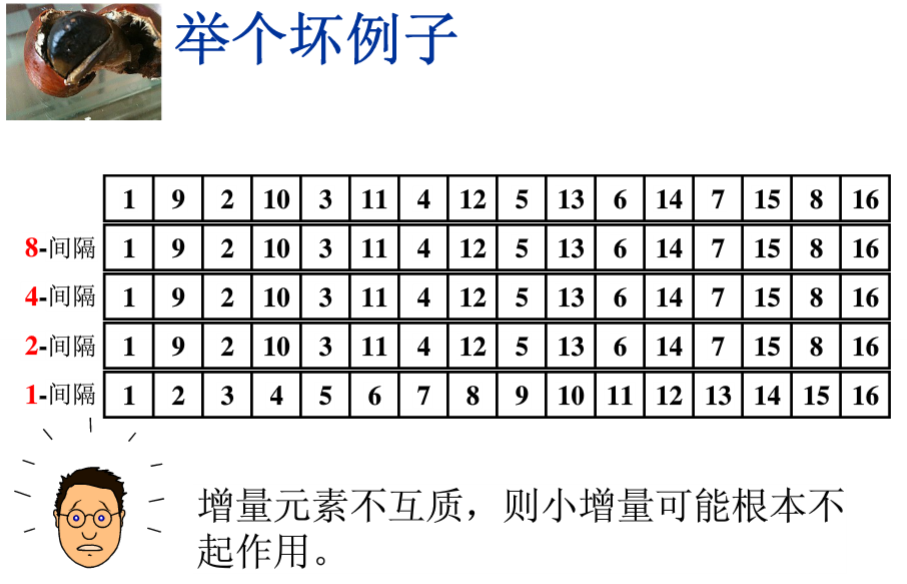 举个坏例子
1 9 2 10 3 11 4 12 5 13 6 14 7 15 8 16
8-间隔 1 9 2 10 3 11 4 12 5 13 6 14 7 15 8 16
4-间隔 1 9 2 10 3 11 4 12 5 13 6 14 7 15 8 16
2-间隔 1 9 2 10 3 11 4 12 5 13 6 14 7 15 8 16
1-间隔 1 2 3 4 5 6 7 8 9 10 11 12 13 14 15 16
增量元素不互质，则小增量可能根本不
起作用。